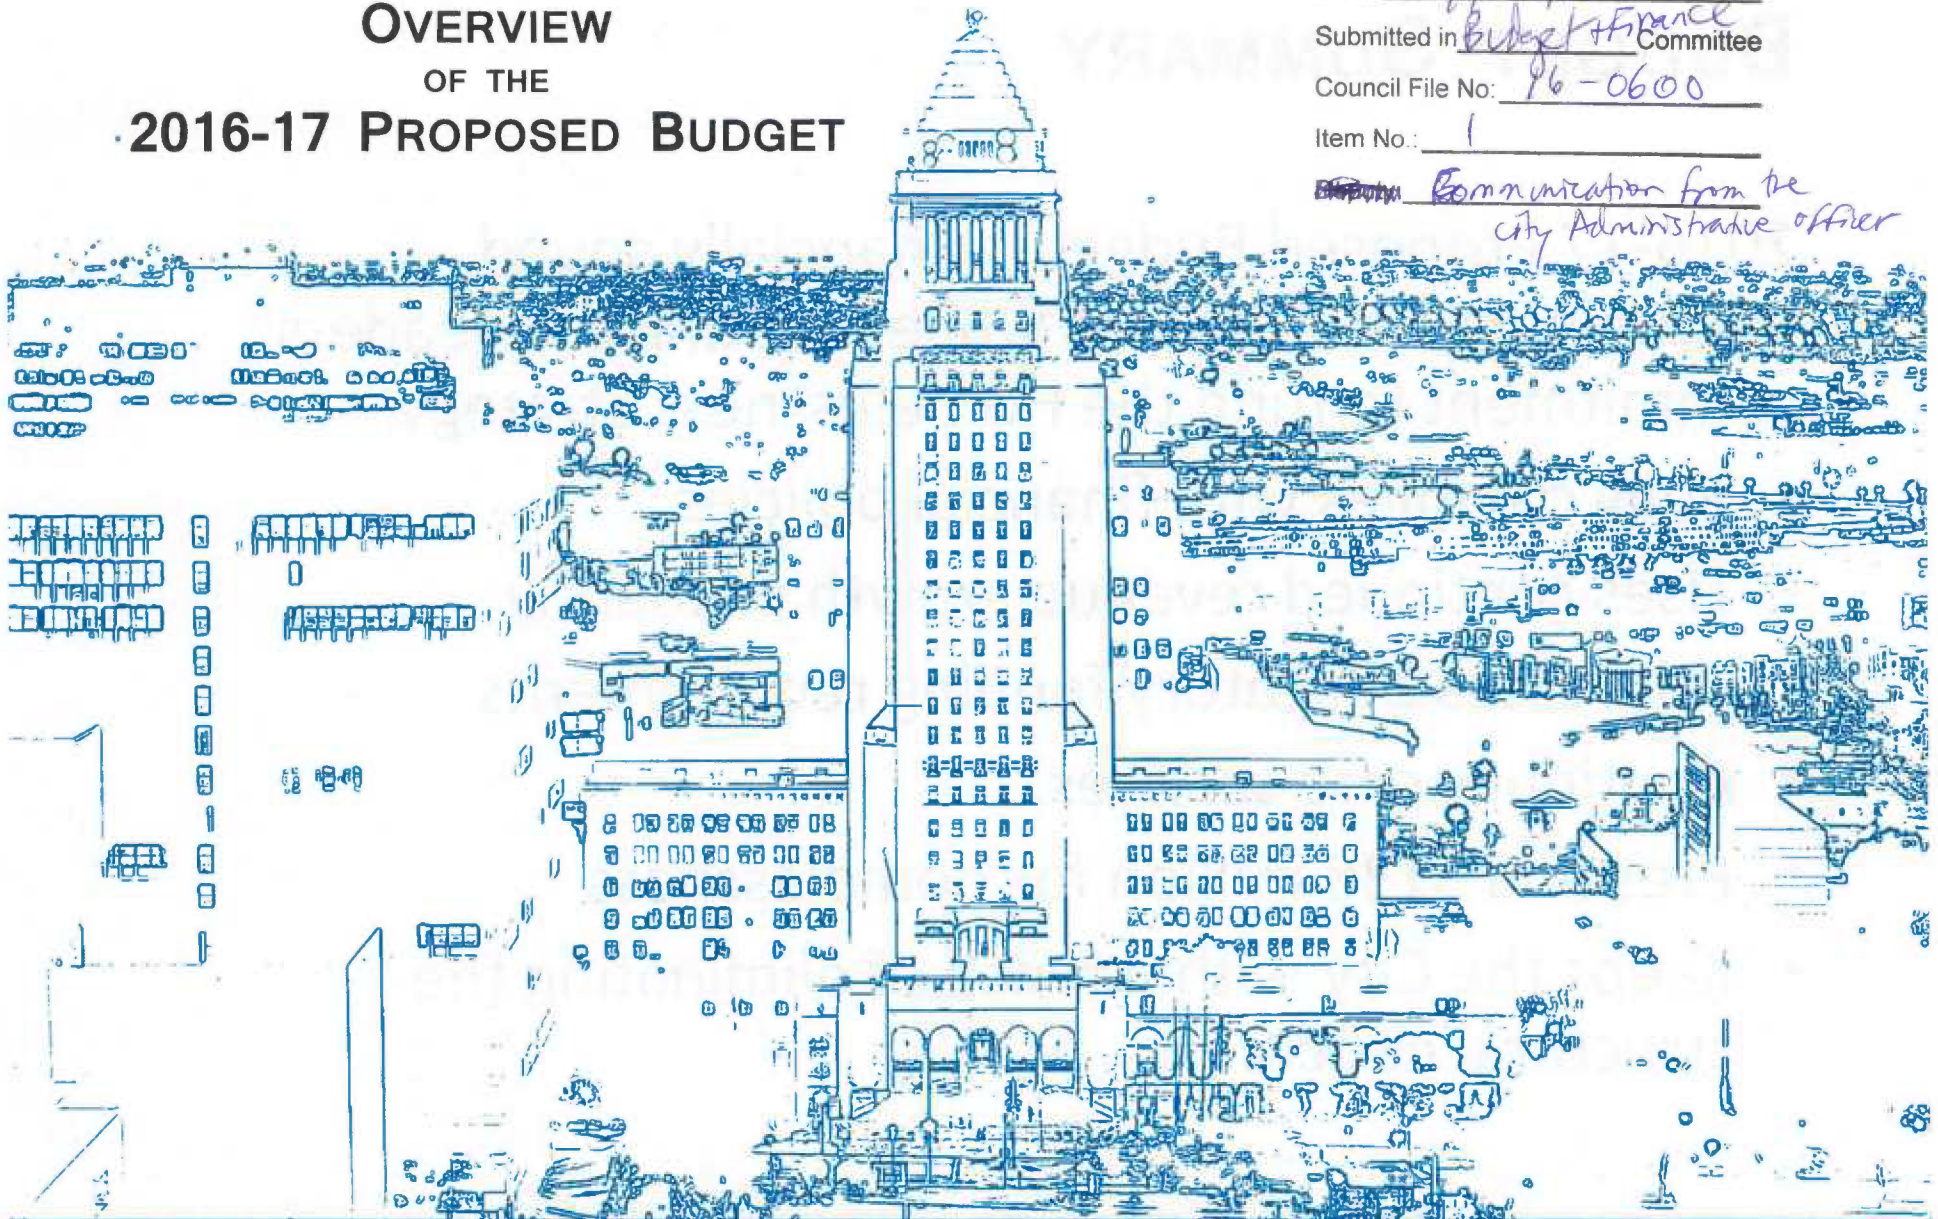 OVERVIEW
OF THE
2016-17 PROPOSED BUDGET
Submitted in Budget + Finance Committee
Council File No: 16-0600
Item No.: 1
Communication from the
city Administrative officer